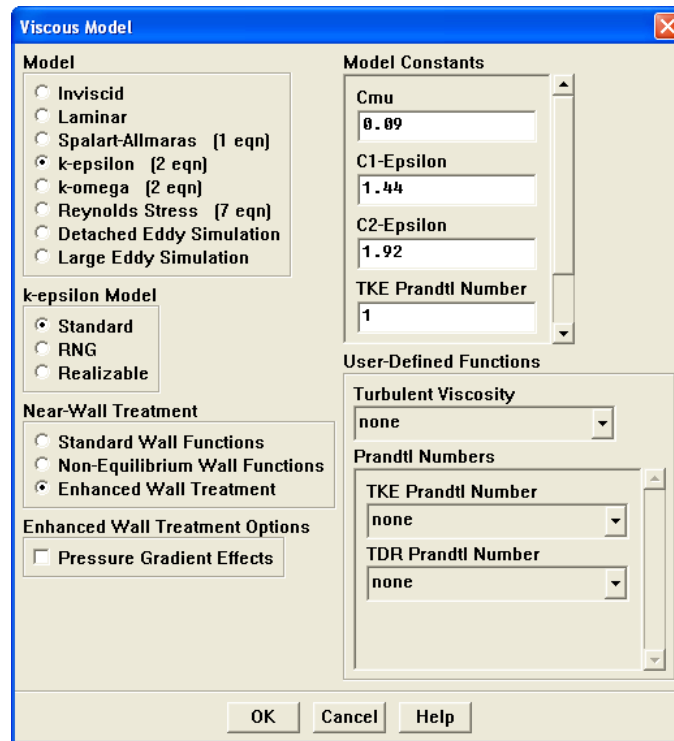 Viscous Model
Model
Inviscid
Laminar
Spalart-Allmaras (1 eqn)
k-epsilon (2 eqn)
k-omega (2 eqn)
Reynolds Stress (7 eqn)
Detached Eddy Simulation
Large Eddy Simulation
k-epsilon Model
Standard
RNG
Realizable
Near-Wall Treatment
Standard Wall Functions
Non-Equilibrium Wall Functions
Enhanced Wall Treatment
Enhanced Wall Treatment Options
Pressure Gradient Effects
Model Constants
Cmu
0.09
C1-Epsilon
1.44
C2-Epsilon
1.92
TKE Prandtl Number
1
User-Defined Functions
Turbulent Viscosity
none
Prandtl Numbers
TKE Prandtl Number
none
TDR Prandtl Number
none
OK
Cancel
Help